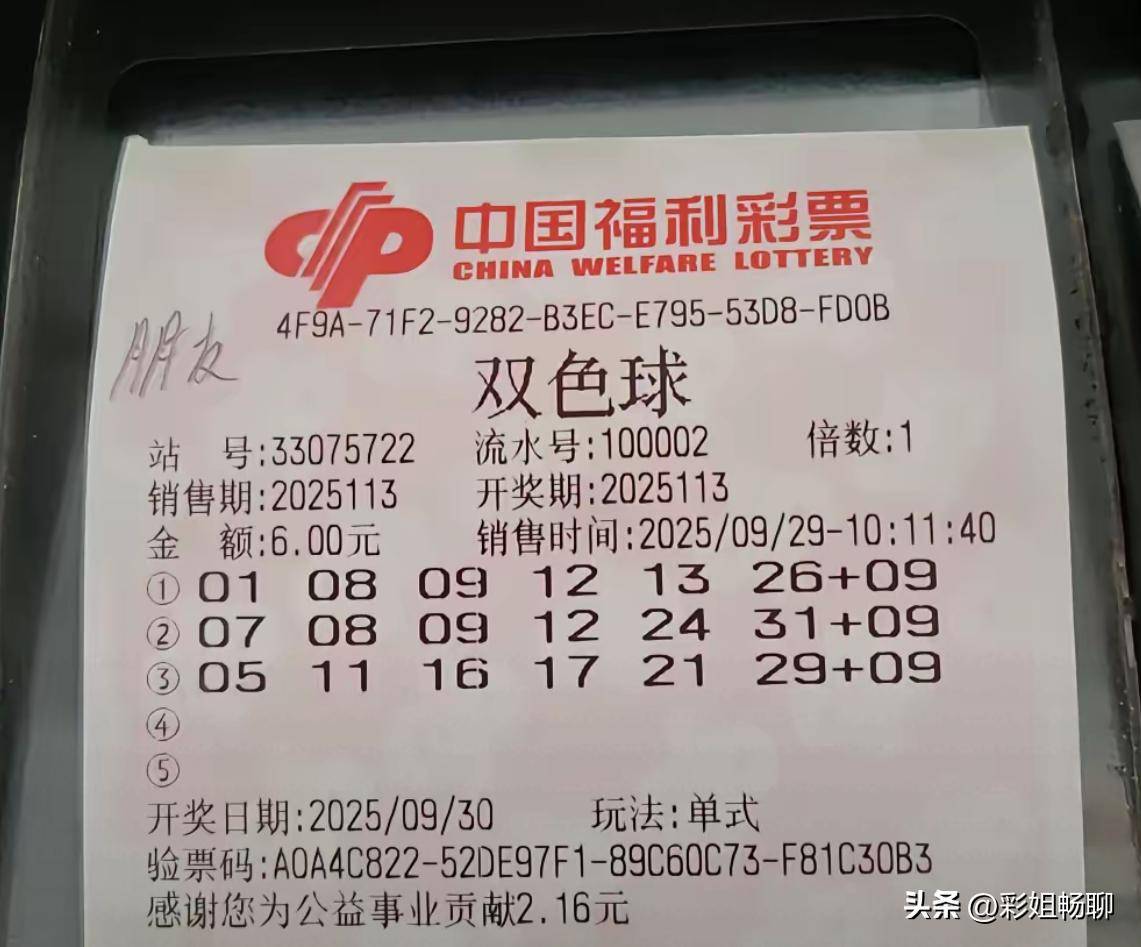 中国福利彩票
CHINA WELFARE LOTTERY
4F9A-71F2-9282-B3EC-E795-53D8-FD0B
朋友
双色球
站 号:33075722 流水号:100002 倍数:1
销售期:2025113 开奖期:2025113
金 额:6.00元 销售时间:2025/09/29-10:11:40
① 01 08 09 12 13 26+09
② 07 08 09 12 24 31+09
③ 05 11 16 17 21 29+09
④
⑤
开奖日期:2025/09/30 玩法:单式
验票码:A0A4C822-52DE97F1-89C60C73-F81C30B3
感谢您为公益事业贡献2.16元
头条 @彩姐畅聊